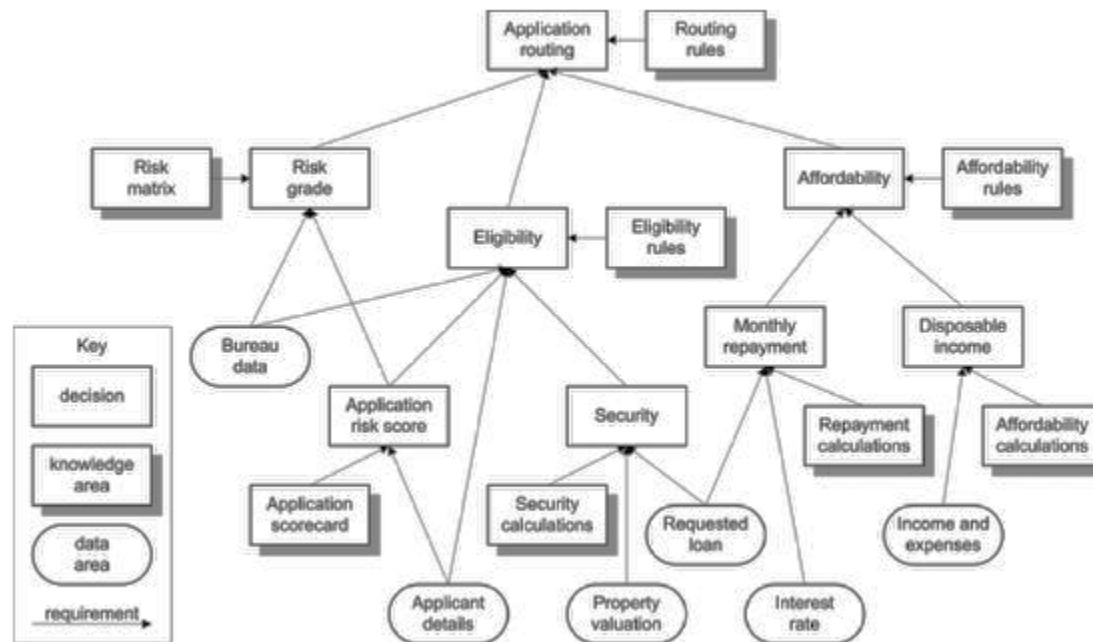 Application
routing
Routing
rules
Risk
matrix
Risk
grade
Affordability
Affordability
rules
Eligibility
Eligibility
rules
Monthly
repayment
Disposable
income
Key
Bureau
data
decision
Application
risk score
Security
Repayment
calculations
Affordability
calculations
knowledge
area
Application
scorecard
Security
calculations
Requested
loan
Income and
expenses
data
area
requirement
Applicant
details
Property
valuation
Interest
rate